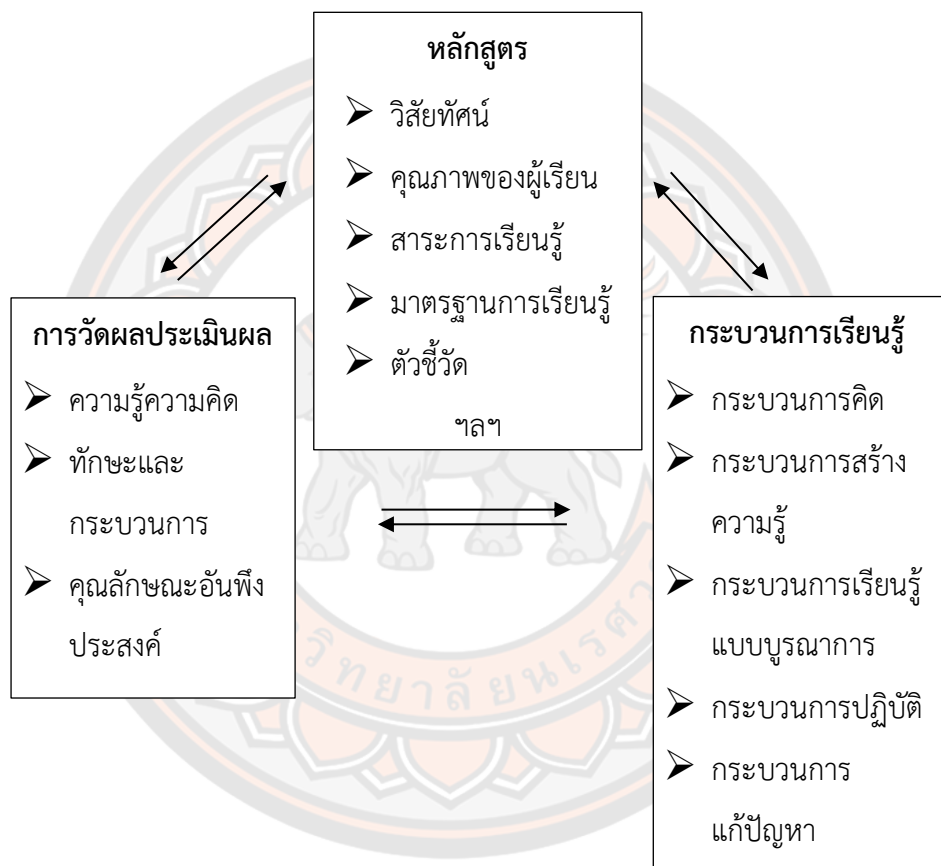 หลักสูตร
➢ วิสัยทัศน์
➢ คุณภาพของผู้เรียน
➢ สาระการเรียนรู้
➢ มาตรฐานการเรียนรู้
➢ ตัวชี้วัด
ฯลฯ
การวัดผลประเมินผล
➢ ความรู้ความคิด
➢ ทักษะและ
กระบวนการ
➢ คุณลักษณะอันพึง
ประสงค์
กระบวนการเรียนรู้
➢ กระบวนการคิด
➢ กระบวนการสร้าง
ความรู้
➢ กระบวนการเรียนรู้
แบบบูรณาการ
➢ กระบวนการปฏิบัติ
➢ กระบวนการ
แก้ปัญหา